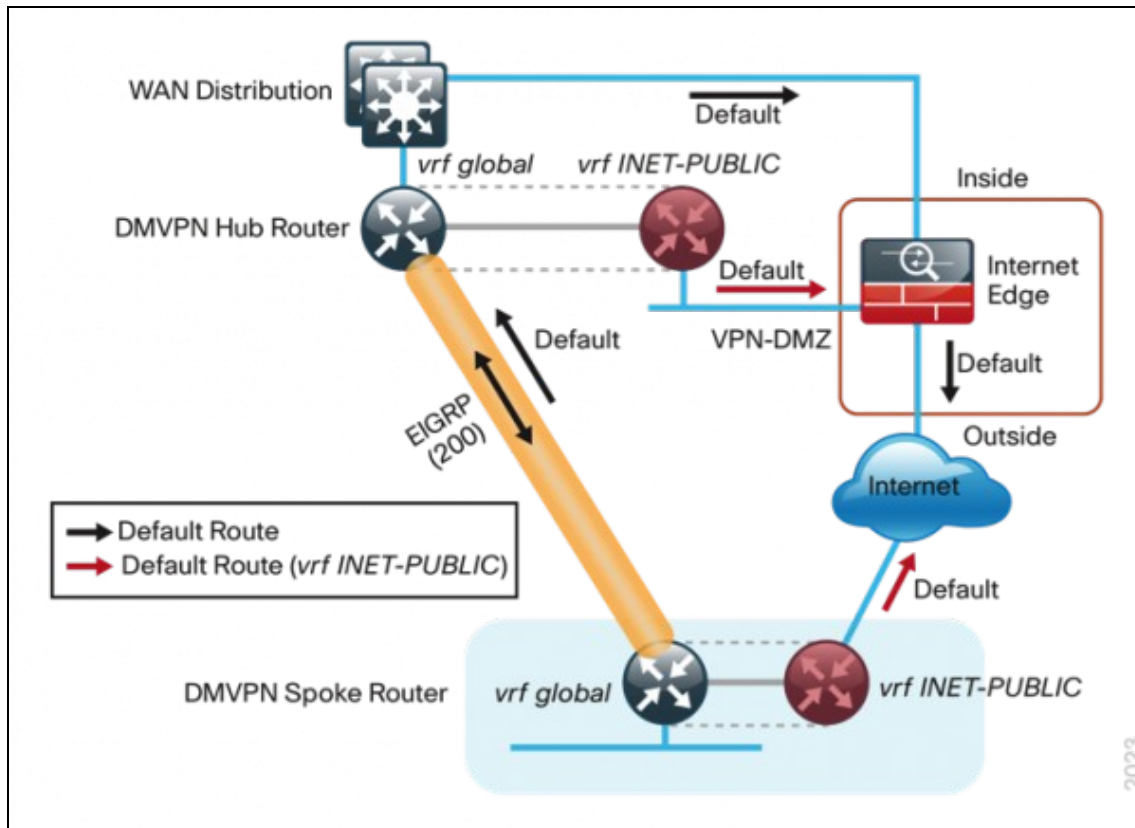 WAN Distribution
Default
vrf global
vrf INET-PUBLIC
Inside
DMVPN Hub Router
Default
Internet
Edge
Default
VPN-DMZ
Default
EIGRP
(200)
Outside
Internet
Default Route
Default Route (vrf INET-PUBLIC)
Default
DMVPN Spoke Router
vrf global
vrf INET-PUBLIC
2023